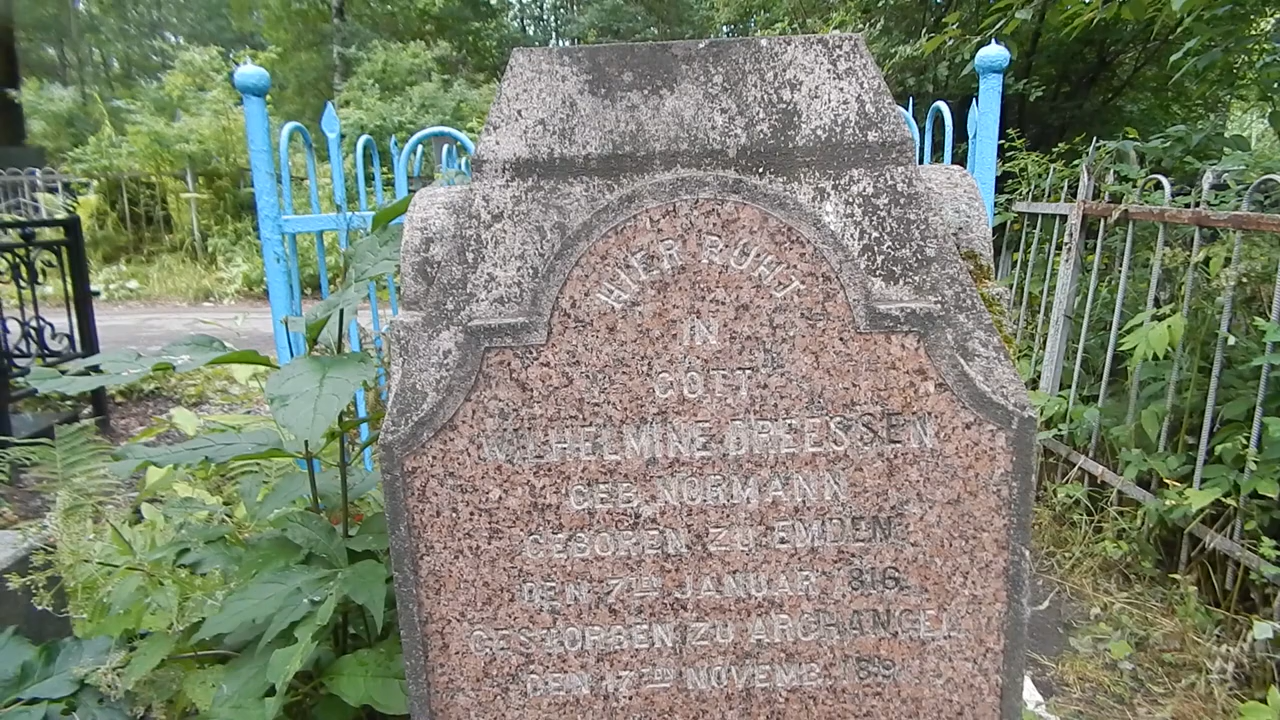 HIER RUHT
IN
GOTT
WILHELMINE DREESSEN
GEB. NORMANN
GEBOREN ZU EMDEN
DEN 7TEN JANUAR 1816.
GESTORBEN ZU ARCHANGEL
DEN 17TEN NOVEMB.